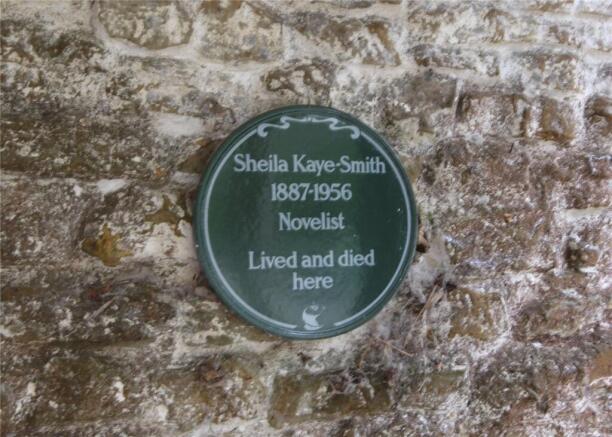 Sheila Kaye-Smith
1887-1956
Novelist
Lived and died
here